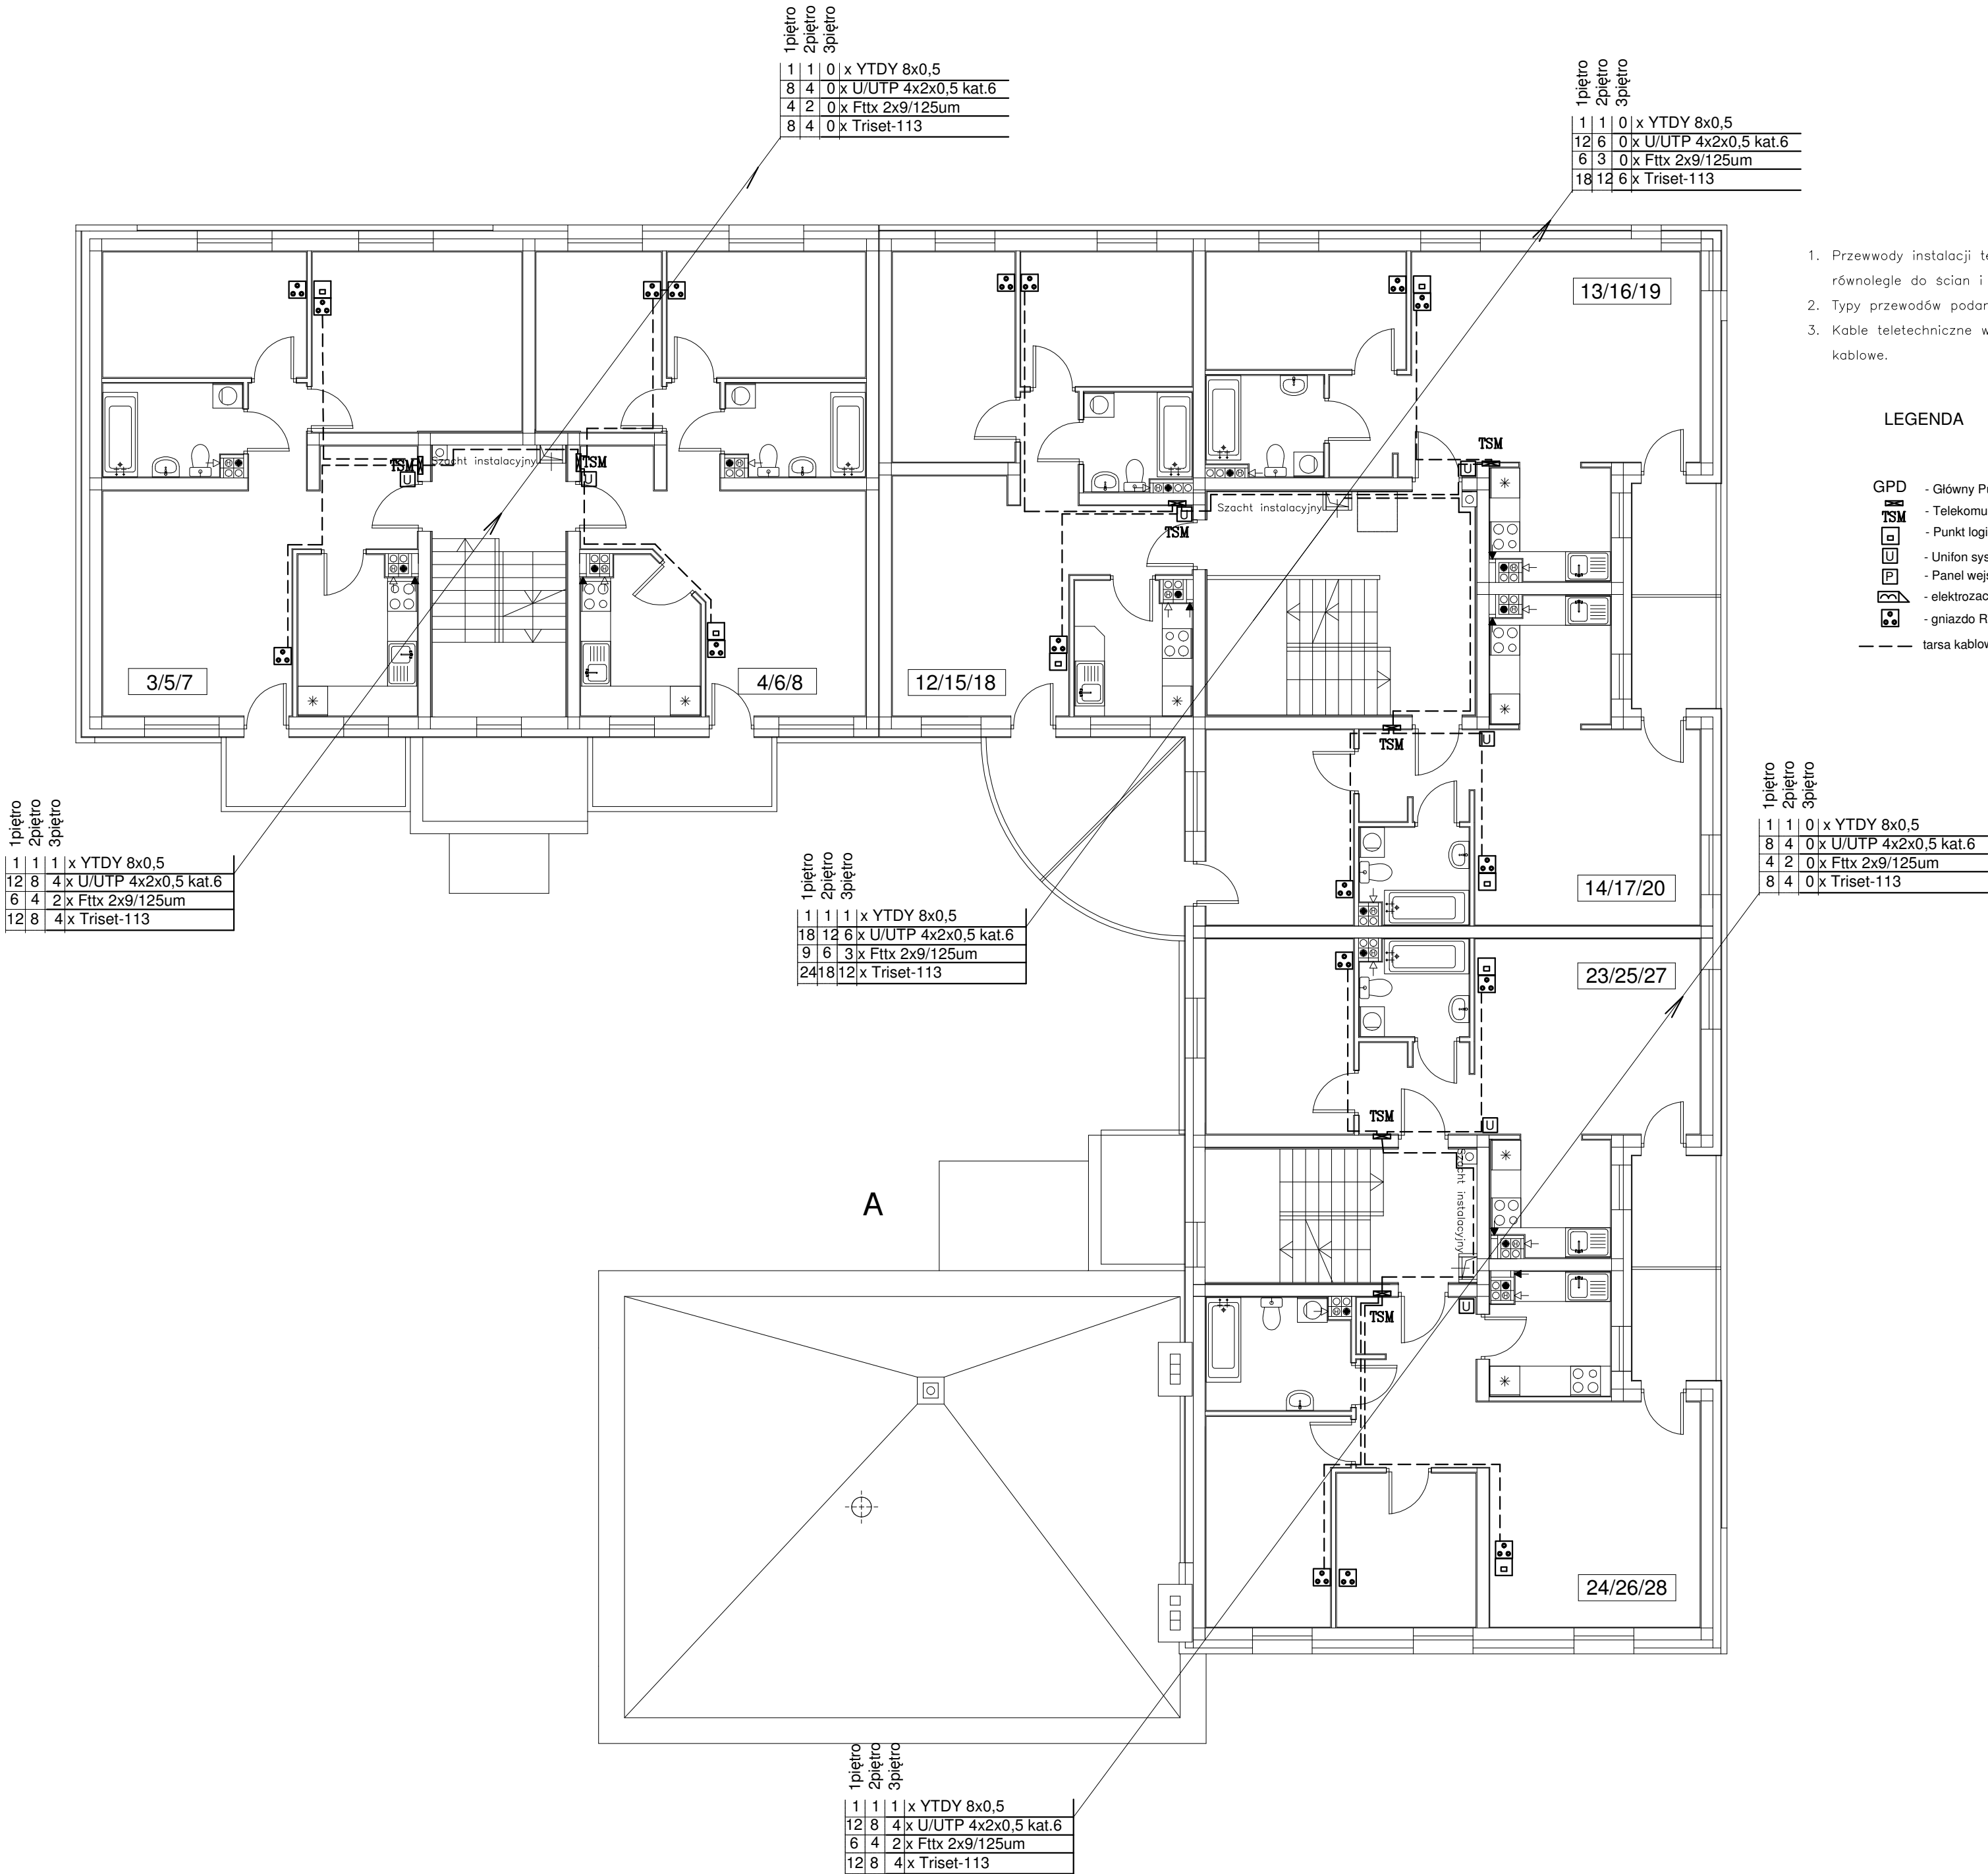 1piętro 2piętro 3piętro
1 1 0 x YTDY 8x0,5
8 4 0 x U/UTP 4x2x0,5 kat.6
4 2 0 x Fttx 2x9/125um
8 4 0 x Triset-113
1piętro 2piętro 3piętro
1 1 0 x YTDY 8x0,5
12 6 0 x U/UTP 4x2x0,5 kat.6
6 3 0 x Fttx 2x9/125um
18 12 6 x Triset-113
1. Przewwody instalacji
równolegle do ścian i
2. Typy przewodów
3. Kable teletechniczne
kablowe.
LEGENDA
GPD - Główny
TSM -
- Punkt
U - Unifon
P - Panel
-
- gniazdo
tarsa
13/16/19
TSM
U
Szacht instalacyjny
TSM
U
TSM
U
Szacht instalacyjny
U
TSM
3/5/7
4/6/8
12/15/18
TSM
U
14/17/20
1piętro 2piętro 3piętro
1 1 0 x YTDY 8x0,5
8 4 0 x U/UTP 4x2x0,5 kat.6
4 2 0 x Fttx 2x9/125um
8 4 0 x Triset-113
1piętro 2piętro 3piętro
1 1 1 x YTDY 8x0,5
12 8 4 x U/UTP 4x2x0,5 kat.6
6 4 2 x Fttx 2x9/125um
12 8 4 x Triset-113
1piętro 2piętro 3piętro
1 1 1 x YTDY 8x0,5
18 12 6 x U/UTP 4x2x0,5 kat.6
9 6 3 x Fttx 2x9/125um
24 18 12 x Triset-113
23/25/27
TSM
U
Szacht instalacyjny
A
TSM
U
24/26/28
1piętro 2piętro 3piętro
1 1 1 x YTDY 8x0,5
12 8 4 x U/UTP 4x2x0,5 kat.6
6 4 2 x Fttx 2x9/125um
12 8 4 x Triset-113